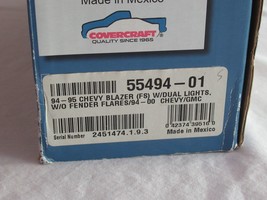 Made in Mexico
COVERCRAFT
QUALITY SINCE 1965
55494-01
94-95 CHEVY BLAZER (FS) W/DUAL LIGHTS,
W/O FENDER FLARES/94-00 CHEVY/GMC
Serial Number
2451474.1.9.3
Made in Mexico